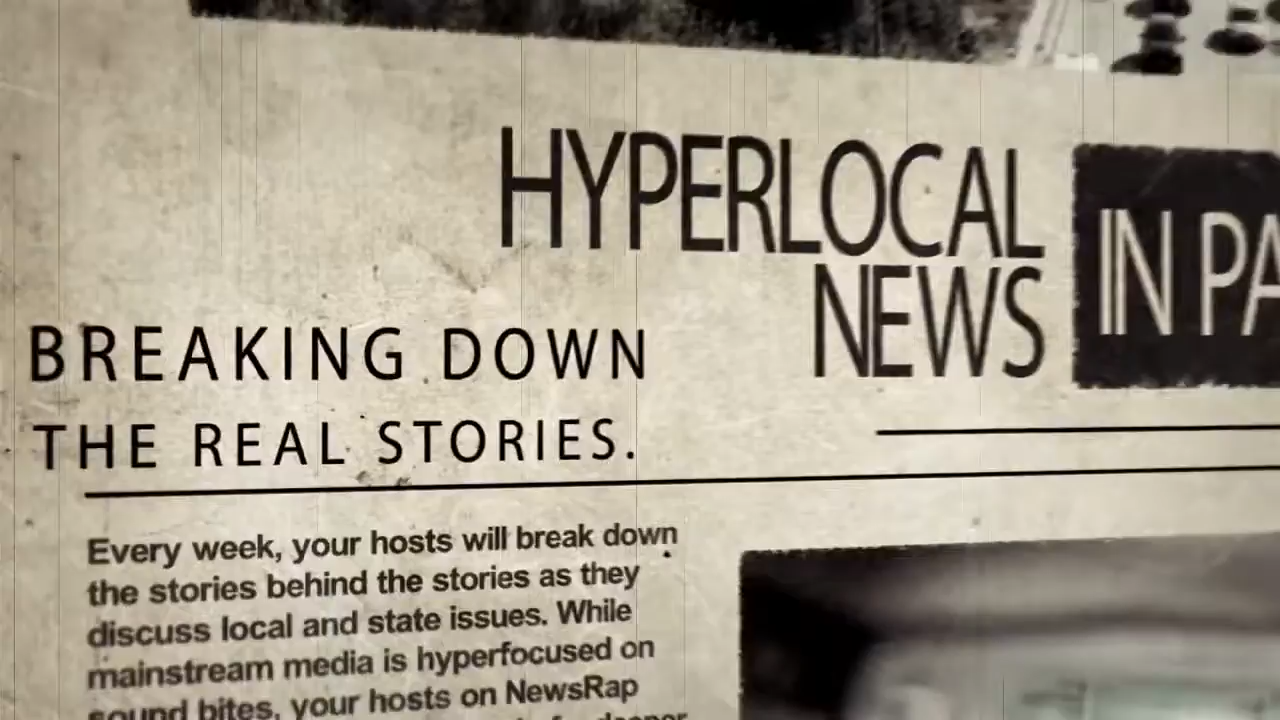 HYPERLOCAL
NEWS
IN PA
BREAKING DOWN
THE REAL STORIES.
Every week, your hosts will break down
the stories behind the stories as they
discuss local and state issues. While
mainstream media is hyperfocused on
sound bites, your hosts on NewsRap
deeper